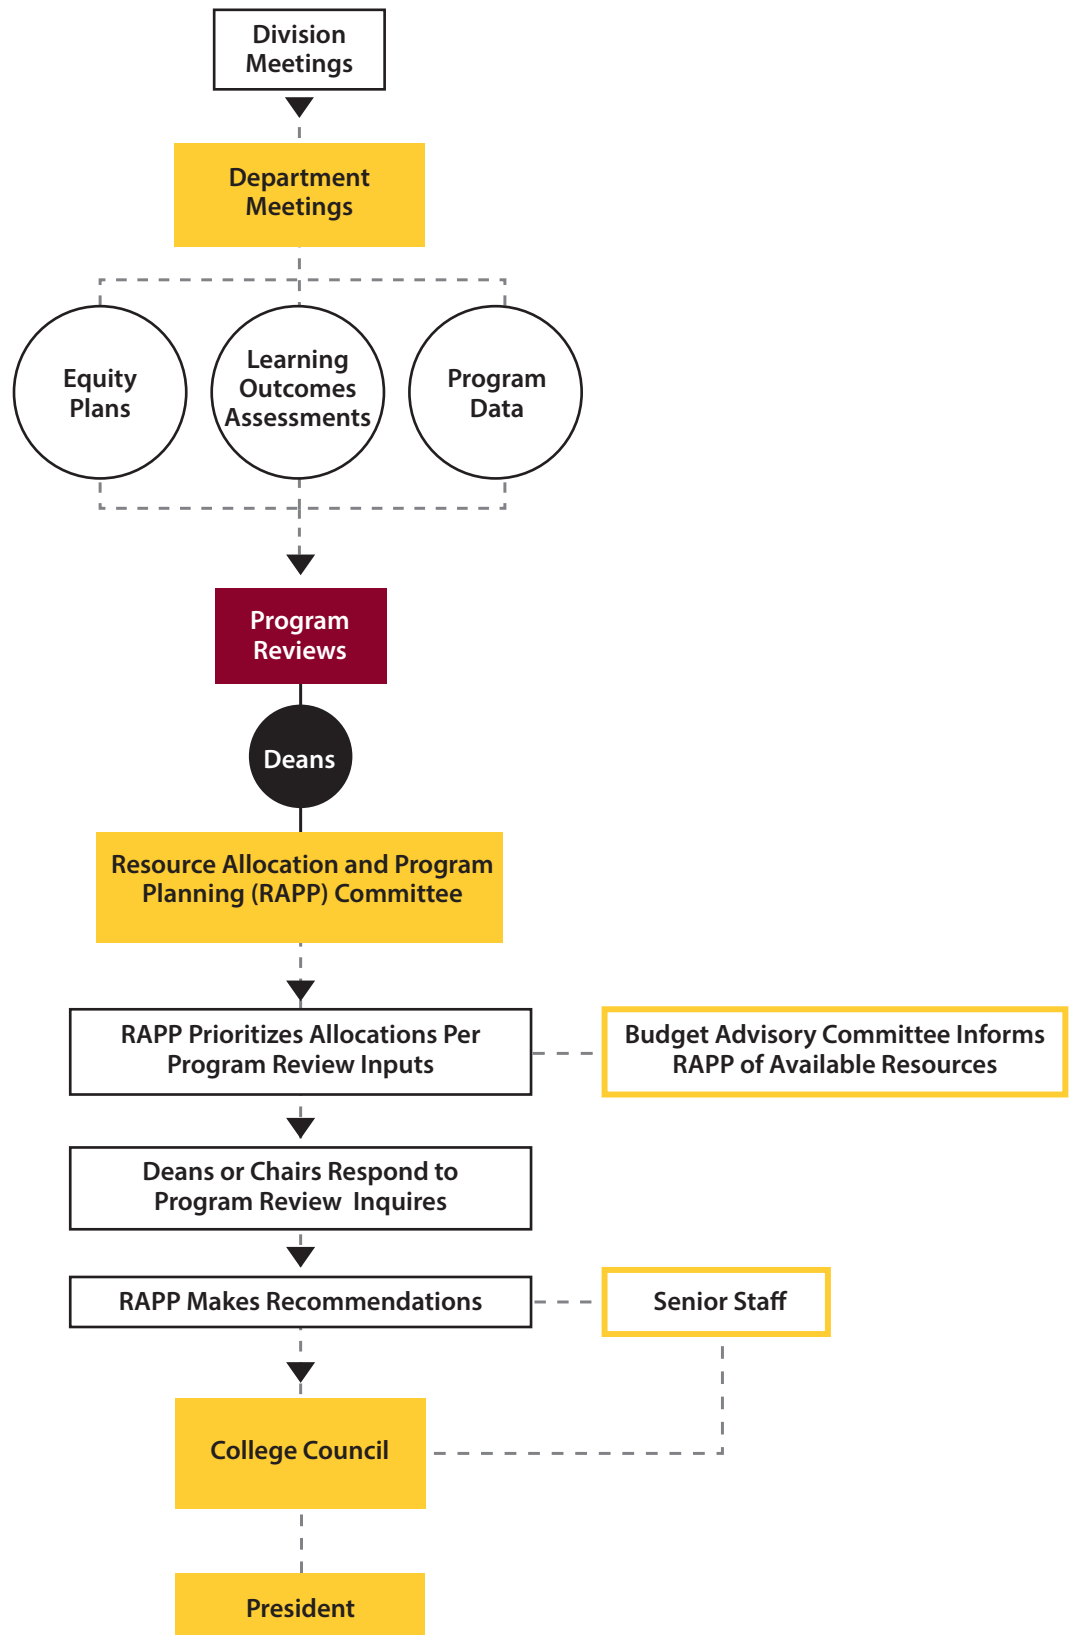 Division
Meetings
Department
Meetings
Equity
Plans
Learning
Outcomes
Assessments
Program
Data
Program
Reviews
Deans
Resource Allocation and Program
Planning (RAPP) Committee
RAPP Prioritizes Allocations Per
Program Review Inputs
Budget Advisory Committee Informs
RAPP of Available Resources
Deans or Chairs Respond to
Program Review  Inquires
RAPP Makes Recommendations
Senior Staff
College Council
President